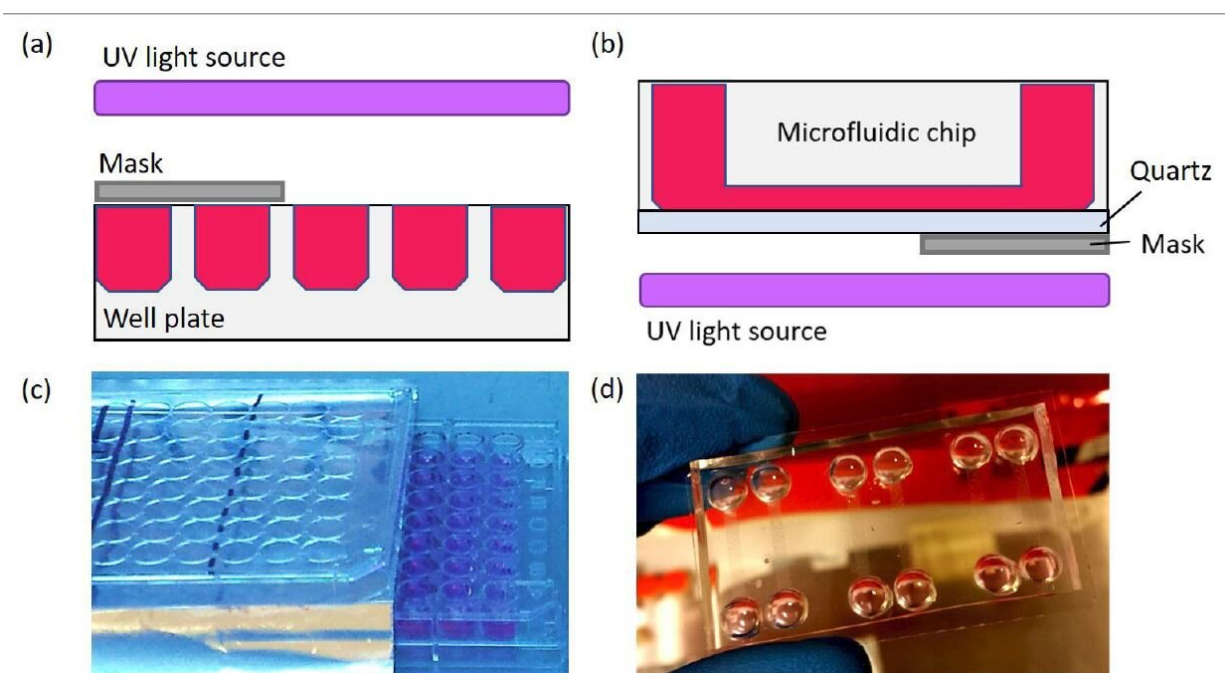 (a)
UV light source
Mask
Well plate
(b)
Microfluidic chip
Quartz
Mask
UV light source
(c)
(d)